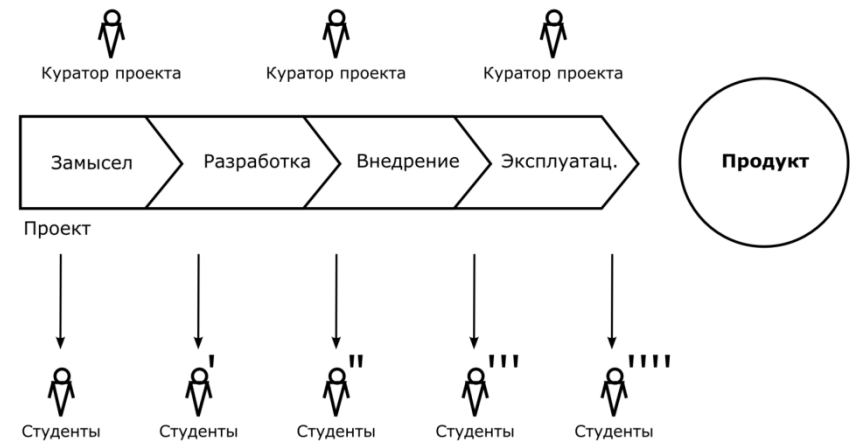 Куратор проекта
Куратор проекта
Куратор проекта
Замысел
Разработка
Внедрение
Эксплуатац.
Продукт
Проект
'
''
'''
''''
Студенты
Студенты
Студенты
Студенты
Студенты